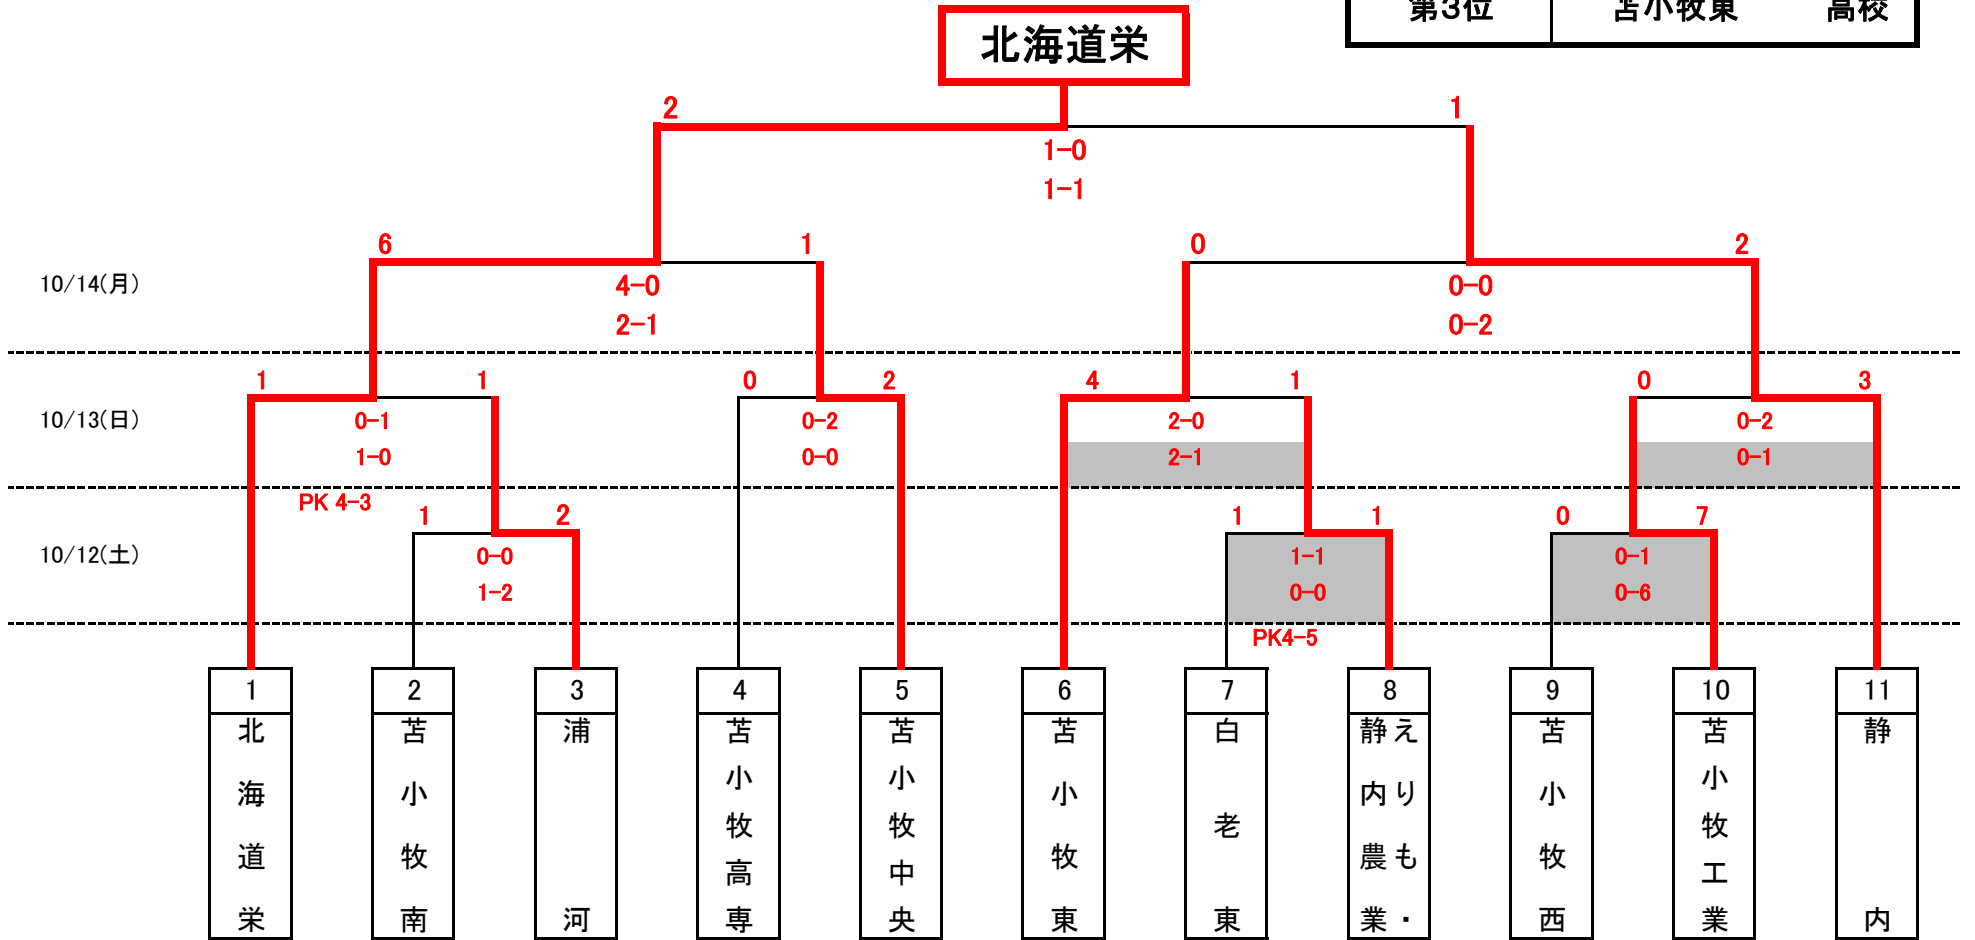 第3位 苫小牧東 高校
北海道栄
2 1
1-0
1-1
6 1 0 2
10/14(月) 4-0 0-0
2-1 0-2
1 1 0 2 4 1 0 3
10/13(日) 0-1 0-2 2-0 0-2
1-0 0-0 2-1 0-1
PK 4-3
1 2 1 1 0 7
10/12(土) 0-0 1-1 0-1
1-2 0-0 0-6
PK4-5
1 2 3 4 5 6 7 8 9 10 11
北海道栄
苫小牧南
浦河
苫小牧高専
苫小牧中央
苫小牧東
白老東
えりも・
静内農業
苫小牧西
苫小牧工業
静内